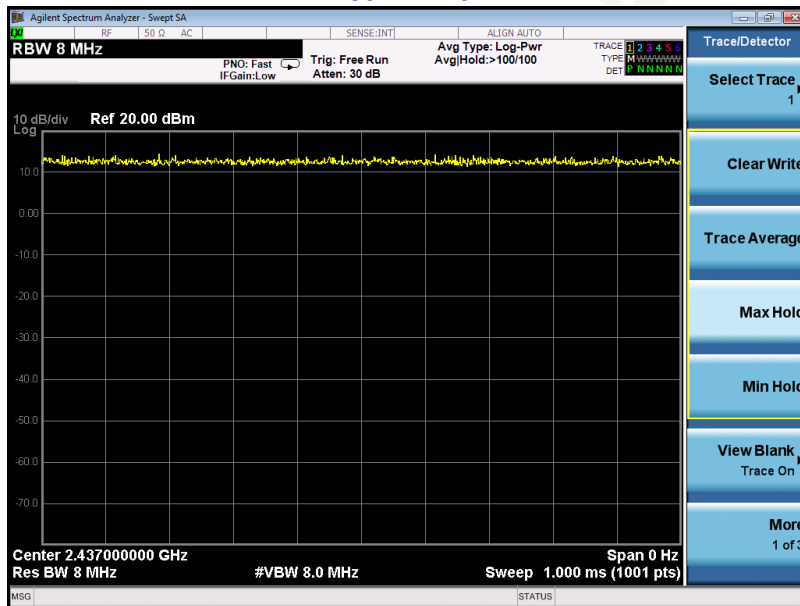 Agilent Spectrum Analyzer - Swept SA
LXI RF 50 Ω AC SENSE:INT ALIGN AUTO
RBW 8 MHz
PNO: Fast
IFGain:Low
Trig: Free Run
Atten: 30 dB
Avg Type: Log-Pwr
Avg|Hold:>100/100
TRACE 1 2 3 4 5 6
TYPE M WWWWW
DET P N N N N N
10 dB/div Ref 20.00 dBm
Log
10.0
0.00
-10.0
-20.0
-30.0
-40.0
-50.0
-60.0
-70.0
Center 2.437000000 GHz Span 0 Hz
Res BW 8 MHz #VBW 8.0 MHz Sweep 1.000 ms (1001 pts)
MSG STATUS
Trace/Detector
Select Trace
1
Clear Write
Trace Average
Max Hold
Min Hold
View Blank
Trace On
More
1 of 3